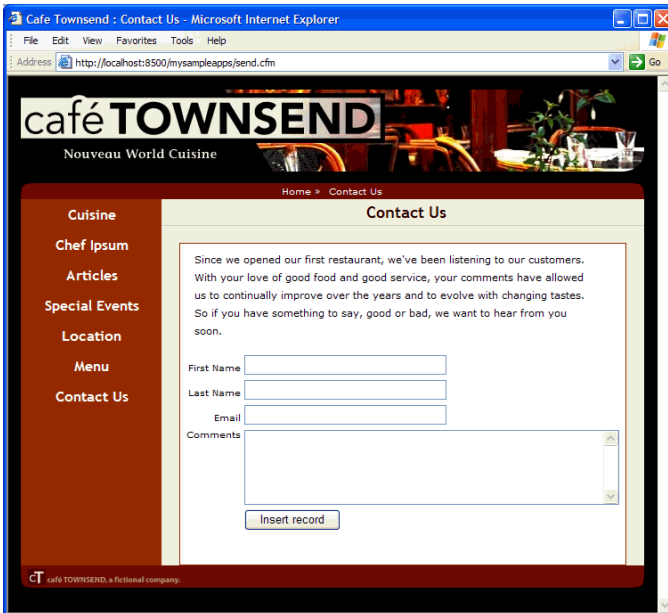 Cafe Townsend : Contact Us - Microsoft Internet Explorer
File Edit View Favorites Tools Help
Address http://localhost:8500/mysampleapps/send.cfm Go
café TOWNSEND
Nouveau World Cuisine
Home » Contact Us
Cuisine
Chef Ipsum
Articles
Special Events
Location
Menu
Contact Us
Contact Us
Since we opened our first restaurant, we've been listening to our customers.
With your love of good food and good service, your comments have allowed
us to continually improve over the years and to evolve with changing tastes.
So if you have something to say, good or bad, we want to hear from you
soon.
First Name
Last Name
Email
Comments
Insert record
cT café TOWNSEND, a fictional company.